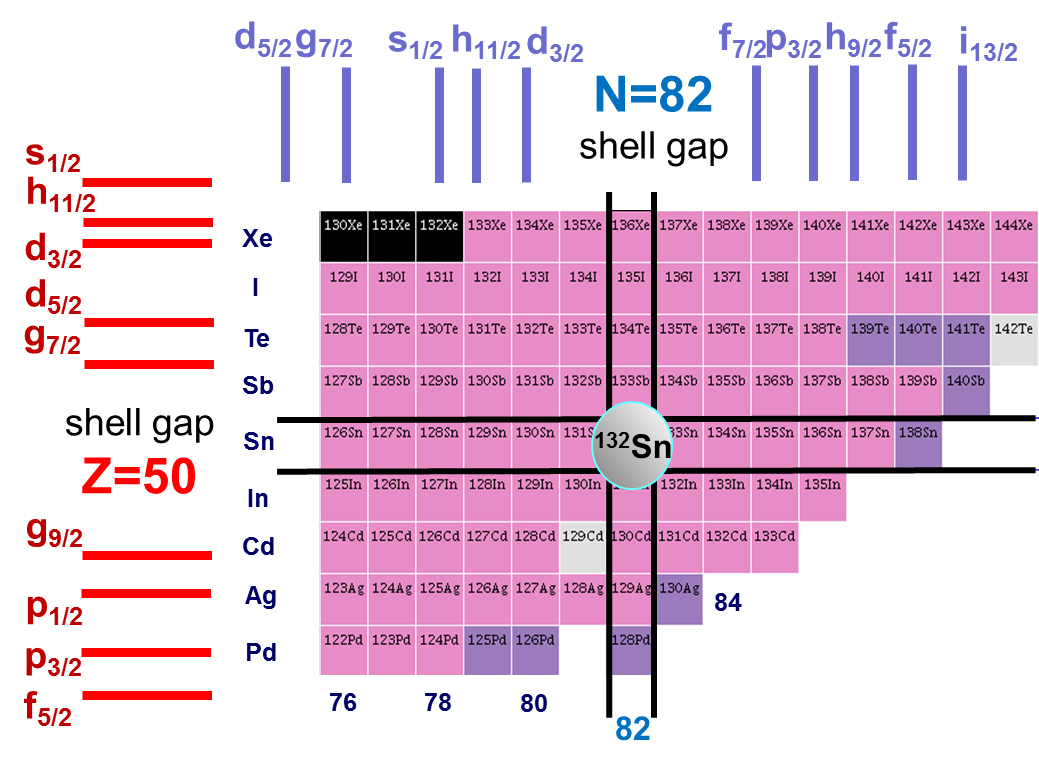 d5/2 g7/2 s1/2 h11/2 d3/2 f7/2 p3/2 h9/2 f5/2 i13/2
N=82
shell gap
s1/2
h11/2
d3/2
d5/2
g7/2
shell gap
Z=50
g9/2
p1/2
p3/2
f5/2
Xe 130Xe 131Xe 132Xe 133Xe 134Xe 135Xe 136Xe 137Xe 138Xe 139Xe 140Xe 141Xe 142Xe 143Xe 144Xe
I 129I 130I 131I 132I 133I 134I 135I 136I 137I 138I 139I 140I 141I 142I 143I
Te 128Te 129Te 130Te 131Te 132Te 133Te 134Te 135Te 136Te 137Te 138Te 139Te 140Te 141Te 142Te
Sb 127Sb 128Sb 129Sb 130Sb 131Sb 132Sb 133Sb 134Sb 135Sb 136Sb 137Sb 138Sb 139Sb 140Sb
Sn 126Sn 127Sn 128Sn 129Sn 130Sn 132Sn 134Sn 135Sn 136Sn 137Sn 138Sn
In 125In 126In 127In 128In 129In 130In 132In 133In 134In 135In
Cd 124Cd 125Cd 126Cd 127Cd 128Cd 129Cd 130Cd 131Cd 132Cd 133Cd
Ag 123Ag 124Ag 125Ag 126Ag 127Ag 128Ag 129Ag 130Ag 84
Pd 122Pd 123Pd 124Pd 125Pd 126Pd 128Pd
76 78 80 82